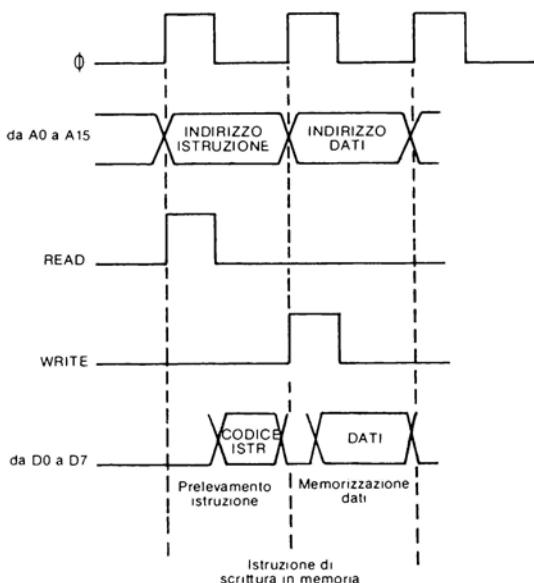 ϕ
da A0 a A15
INDIRIZZO
ISTRUZIONE
INDIRIZZO
DATI
READ
WRITE
da D0 a D7
CODICE
ISTR
DATI
Prelevamento
istruzione
Memorizzazione
dati
Istruzione di
scrittura in memoria